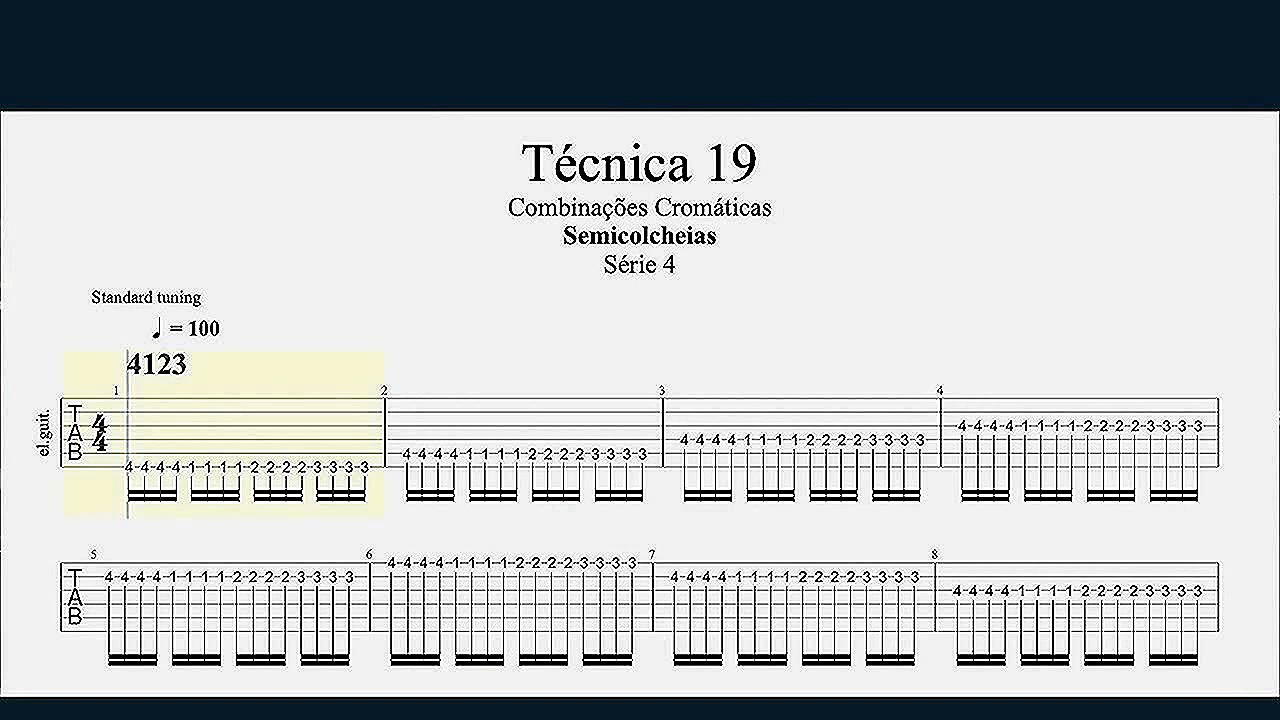 Técnica 19
Combinações Cromáticas
Semicolcheias
Série 4
Standard tuning
♩ = 100
4123
1 2 3 4
el.guit.
TAB
4/4
4-4-4-4-1-1-1-1-2-2-2-2-3-3-3-3 4-4-4-4-1-1-1-1-2-2-2-2-3-3-3-3 4-4-4-4-1-1-1-1-2-2-2-2-3-3-3-3 4-4-4-4-1-1-1-1-2-2-2-2-3-3-3-3
5 6 7 8
TAB
4-4-4-4-1-1-1-1-2-2-2-2-3-3-3-3 4-4-4-4-1-1-1-1-2-2-2-2-3-3-3-3 4-4-4-4-1-1-1-1-2-2-2-2-3-3-3-3 4-4-4-4-1-1-1-1-2-2-2-2-3-3-3-3